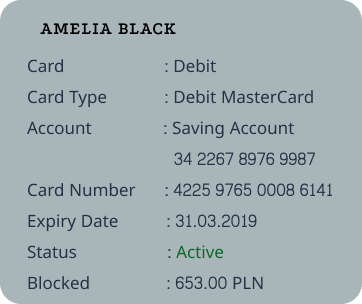 AMELIA BLACK
Card : Debit
Card Type : Debit MasterCard
Account : Saving Account
34 2267 8976 9987
Card Number : 4225 9765 0008 6141
Expiry Date : 31.03.2019
Status : Active
Blocked : 653.00 PLN